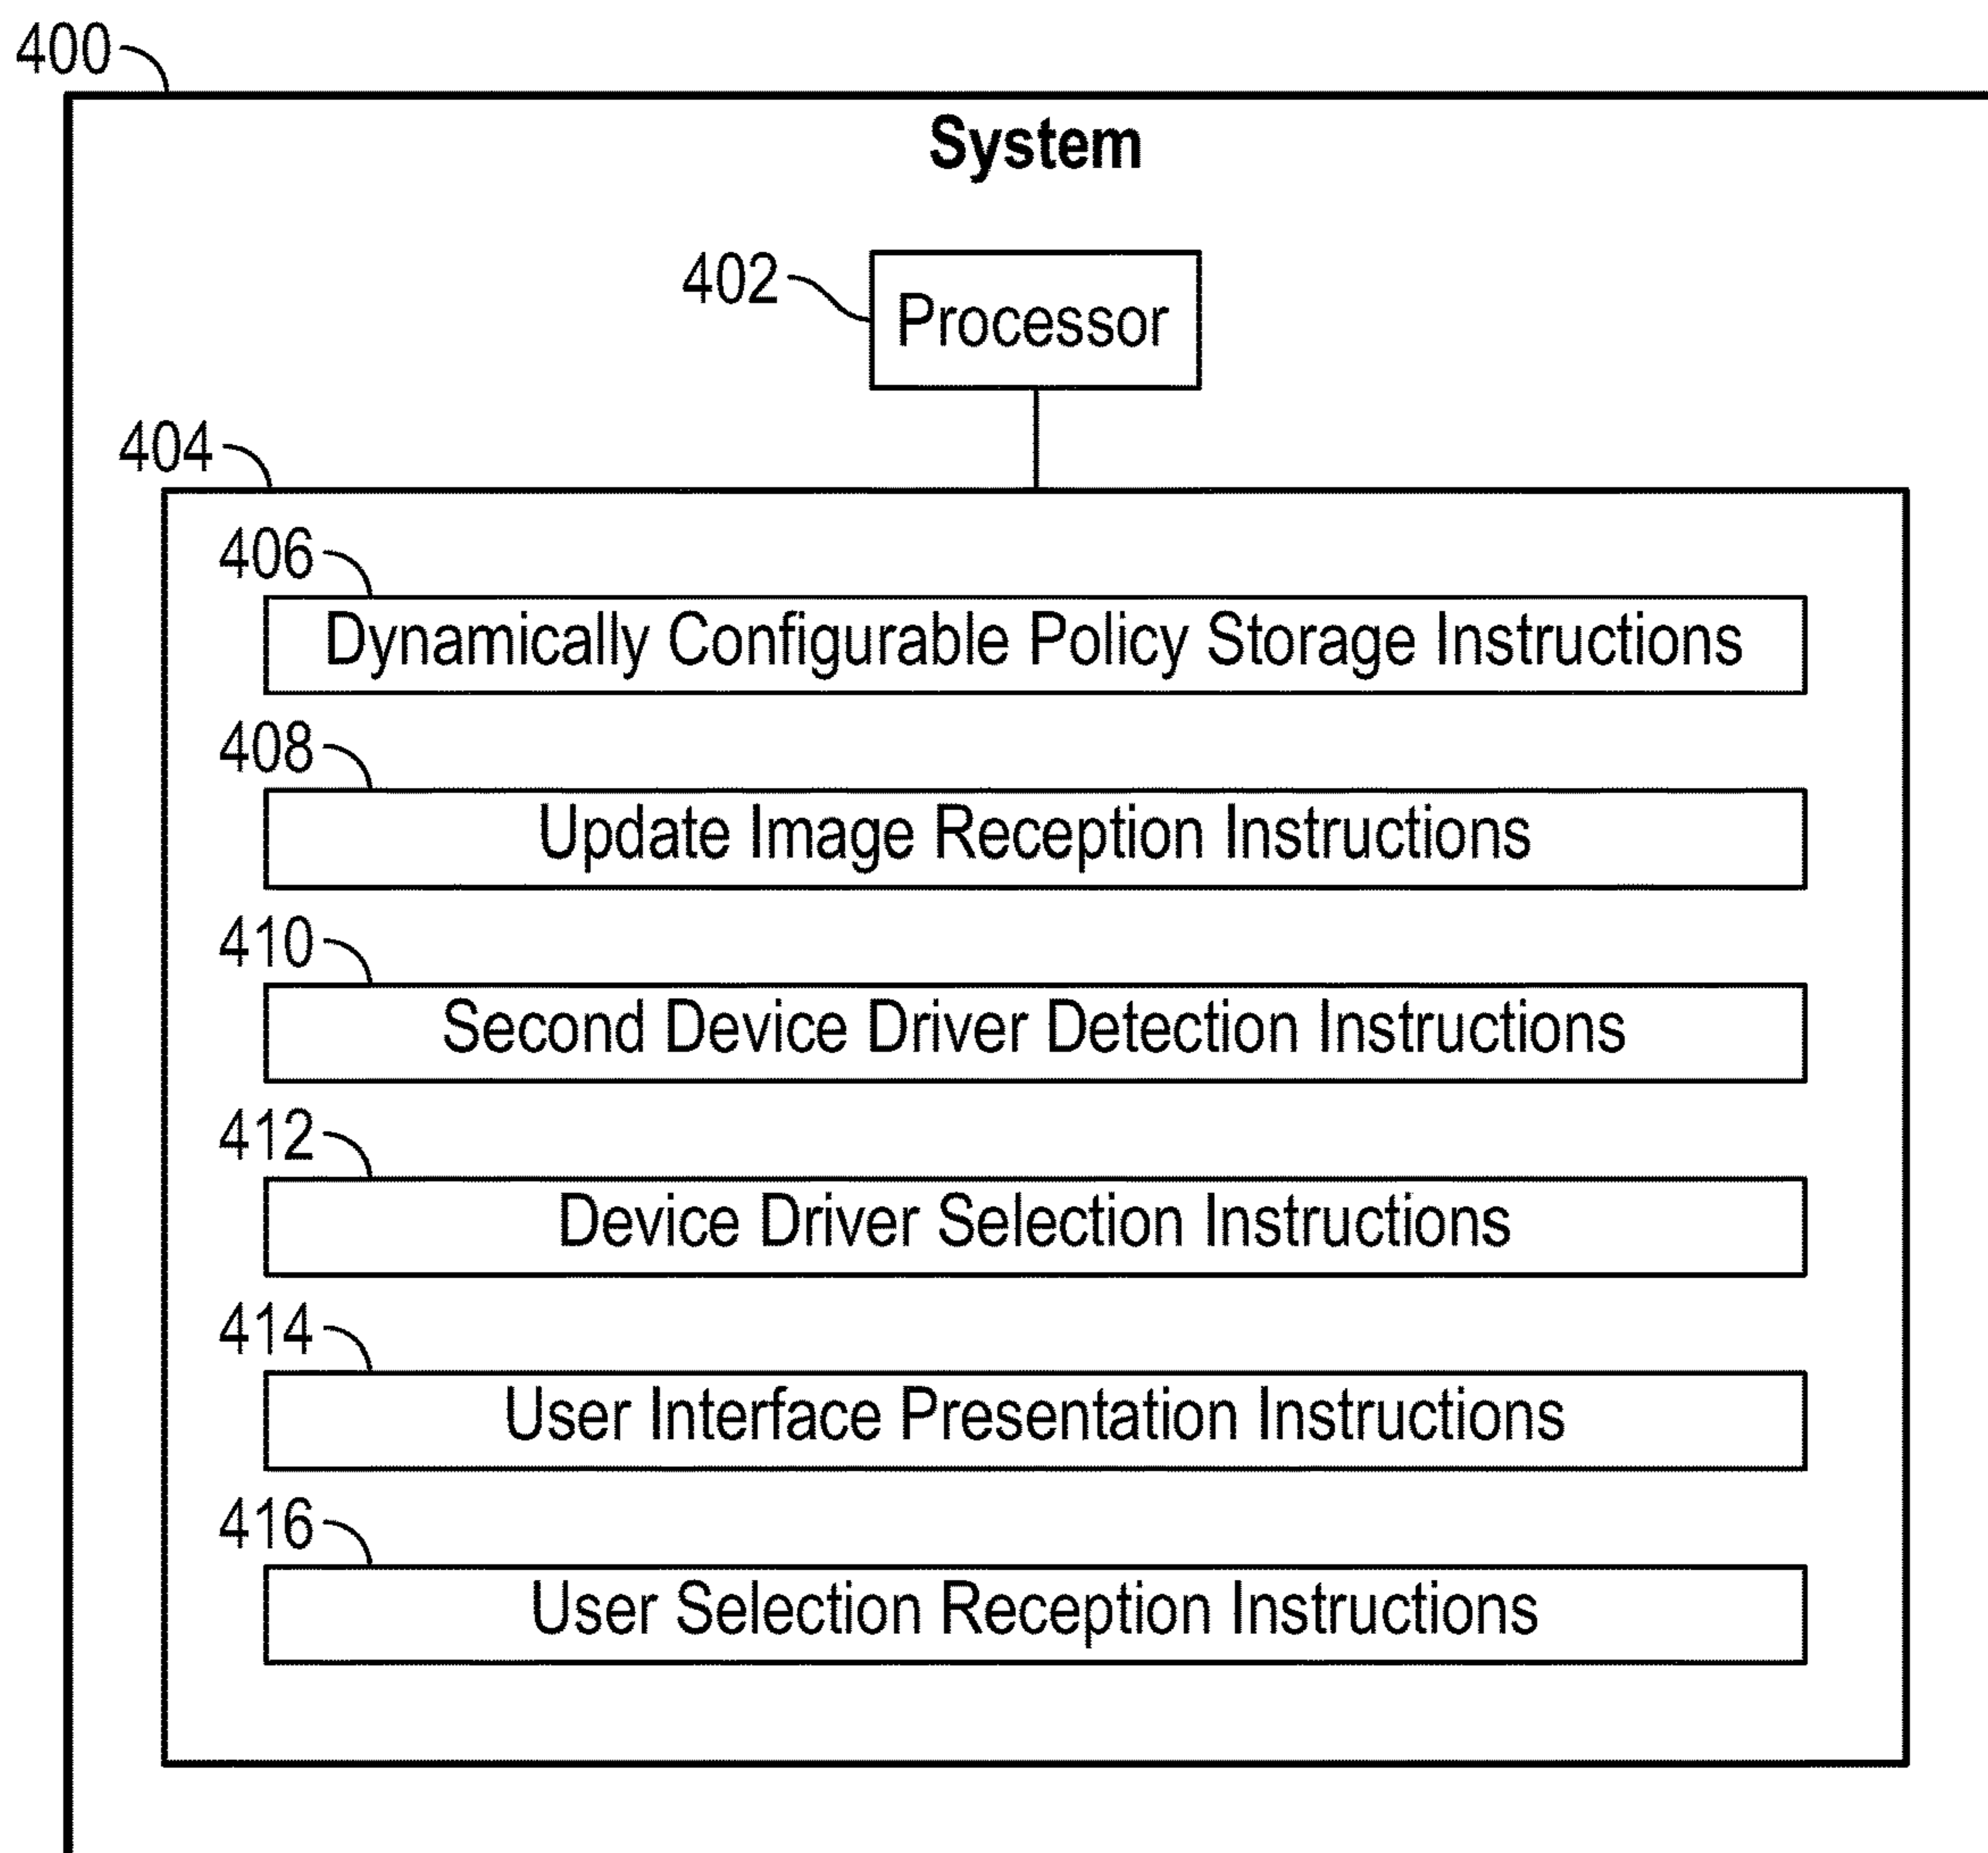 400
System
402
Processor
404
406
Dynamically Configurable Policy Storage Instructions
408
Update Image Reception Instructions
410
Second Device Driver Detection Instructions
412
Device Driver Selection Instructions
414
User Interface Presentation Instructions
416
User Selection Reception Instructions